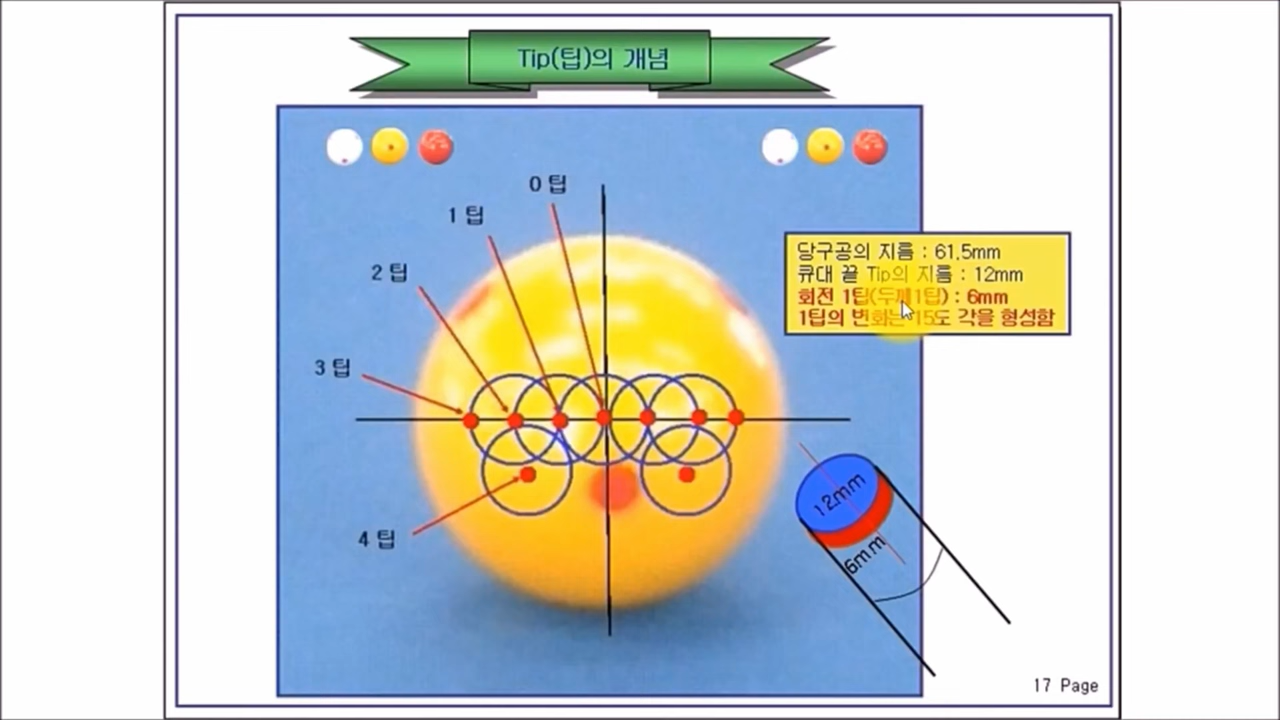 Tip(팁)의 개념
0 팁
1 팁
2 팁
3 팁
4 팁
당구공의 지름 : 61.5mm
큐대 끝 Tip의 지름 : 12mm
회전 1팁(두께1팁) : 6mm
1팁의 변화는 15도 각을 형성함
12mm
6mm
17 Page